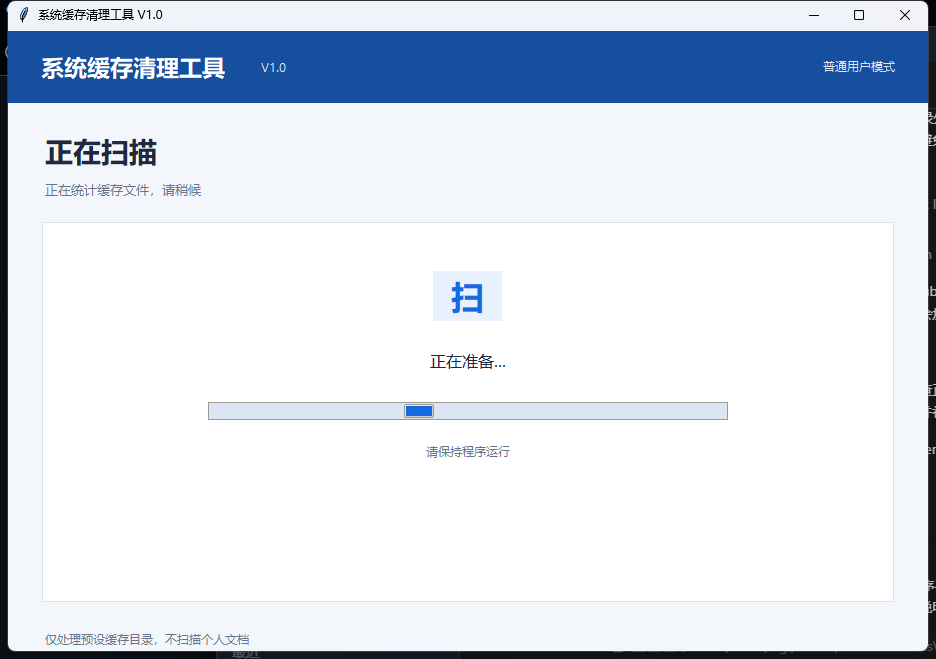 系统缓存清理工具 V1.0
系统缓存清理工具 V1.0 普通用户模式
正在扫描
正在统计缓存文件，请稍候
扫
正在准备...
请保持程序运行
仅处理预设缓存目录，不扫描个人文档
最近